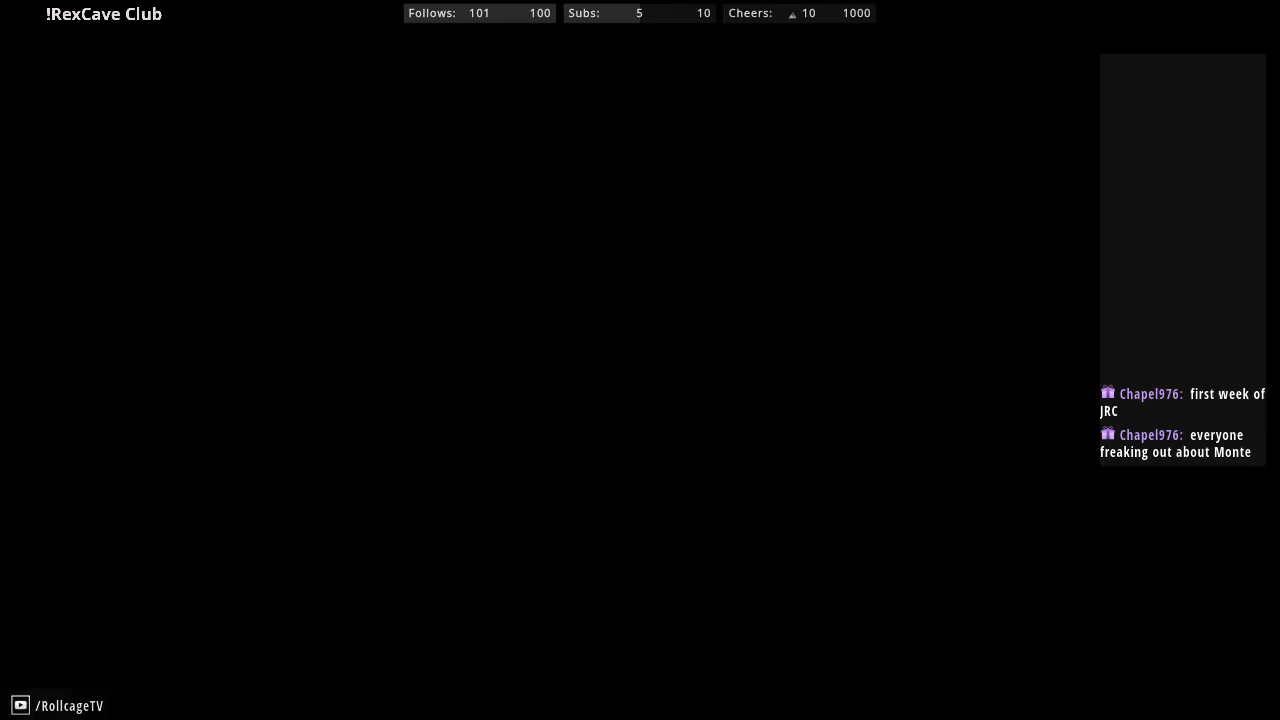 !RexCave Club
Follows: 101 100 Subs: 5 10 Cheers: 10 1000
Chapel976: first week of
JRC
Chapel976: everyone
freaking out about Monte
/RollcageTV